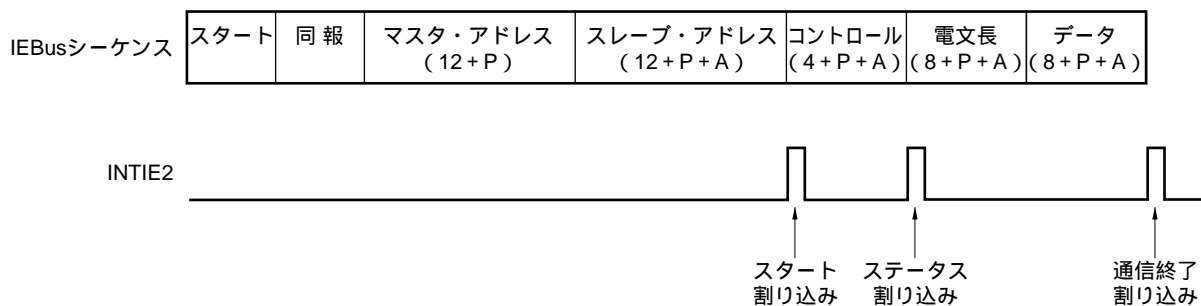 IEBusシーケンス
スタート
同 報
マスタ・アドレス
(12+P)
スレーブ・アドレス
(12+P+A)
コントロール
(4+P+A)
電文長
(8+P+A)
データ
(8+P+A)
INTIE2
スタート
割り込み
ステータス
割り込み
通信終了
割り込み